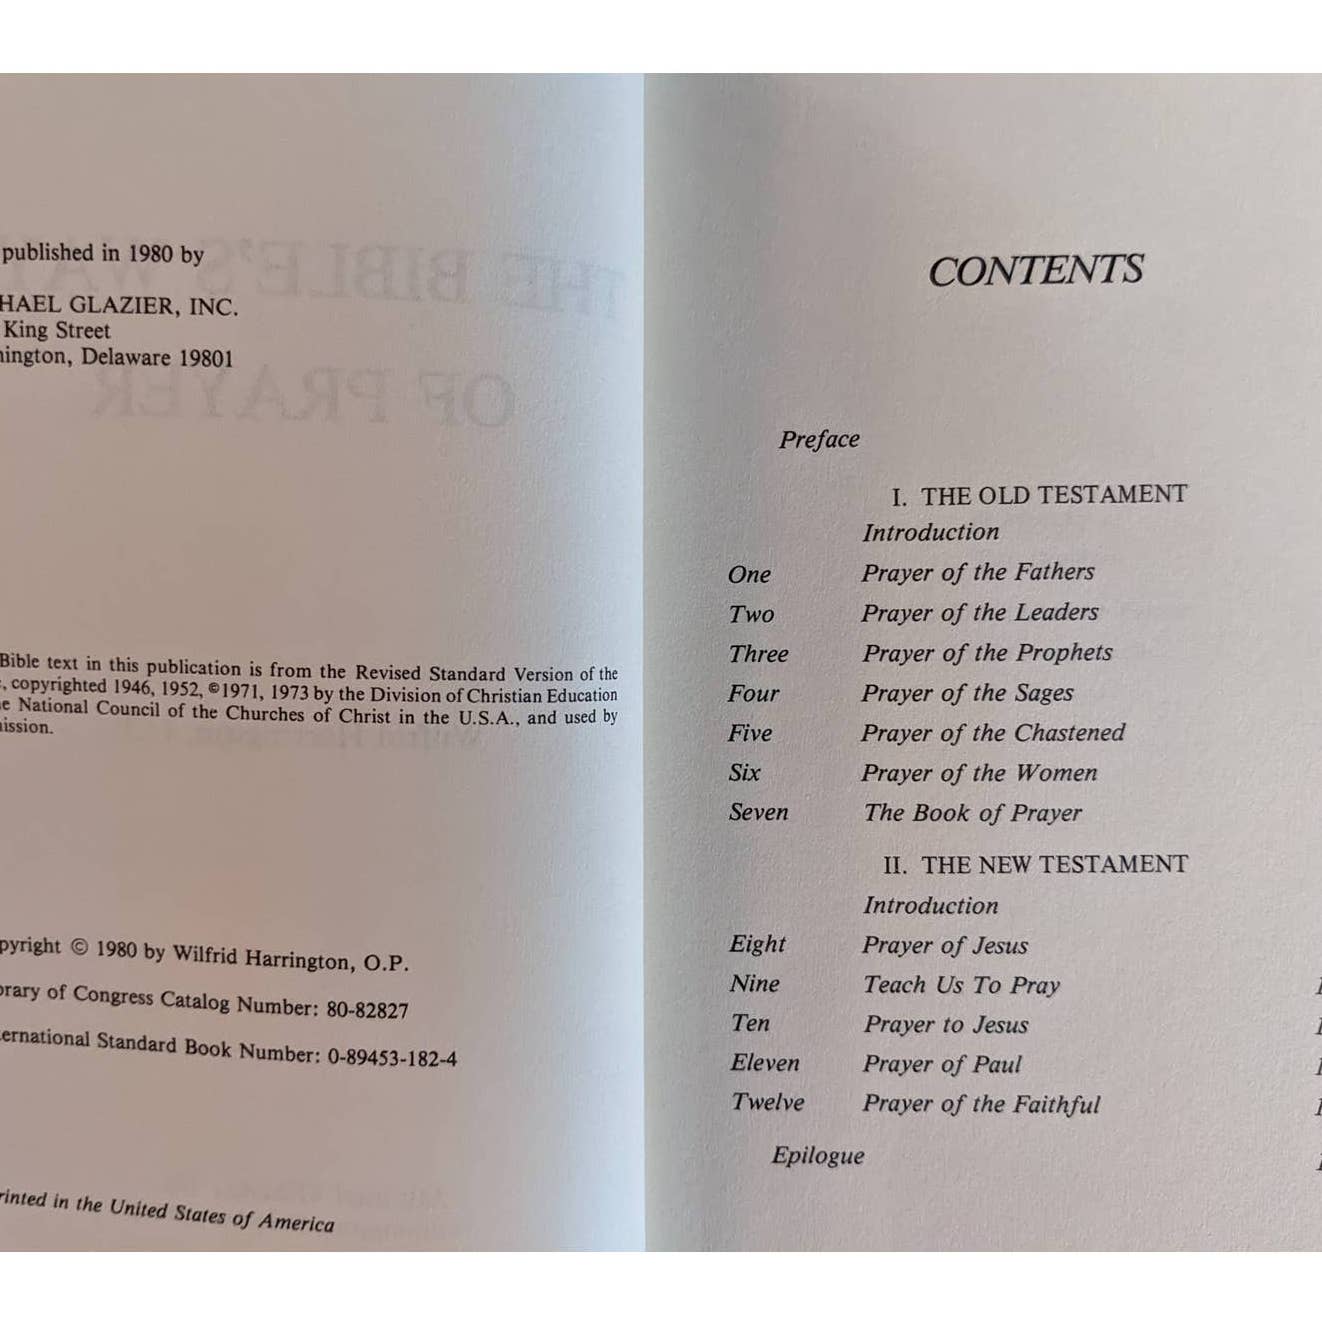 published in 1980 by
HAEL GLAZIER, INC.
King Street
ington, Delaware 19801
Bible text in this publication is from the Revised Standard Version of the
, copyrighted 1946, 1952, ©1971, 1973 by the Division of Christian Education
e National Council of the Churches of Christ in the U.S.A., and used by
ission.
pyright © 1980 by Wilfrid Harrington, O.P.
rary of Congress Catalog Number: 80-82827
ernational Standard Book Number: 0-89453-182-4
rinted in the United States of America
CONTENTS
Preface
I. THE OLD TESTAMENT
Introduction
One Prayer of the Fathers
Two Prayer of the Leaders
Three Prayer of the Prophets
Four Prayer of the Sages
Five Prayer of the Chastened
Six Prayer of the Women
Seven The Book of Prayer
II. THE NEW TESTAMENT
Introduction
Eight Prayer of Jesus
Nine Teach Us To Pray
Ten Prayer to Jesus
Eleven Prayer of Paul
Twelve Prayer of the Faithful
Epilogue